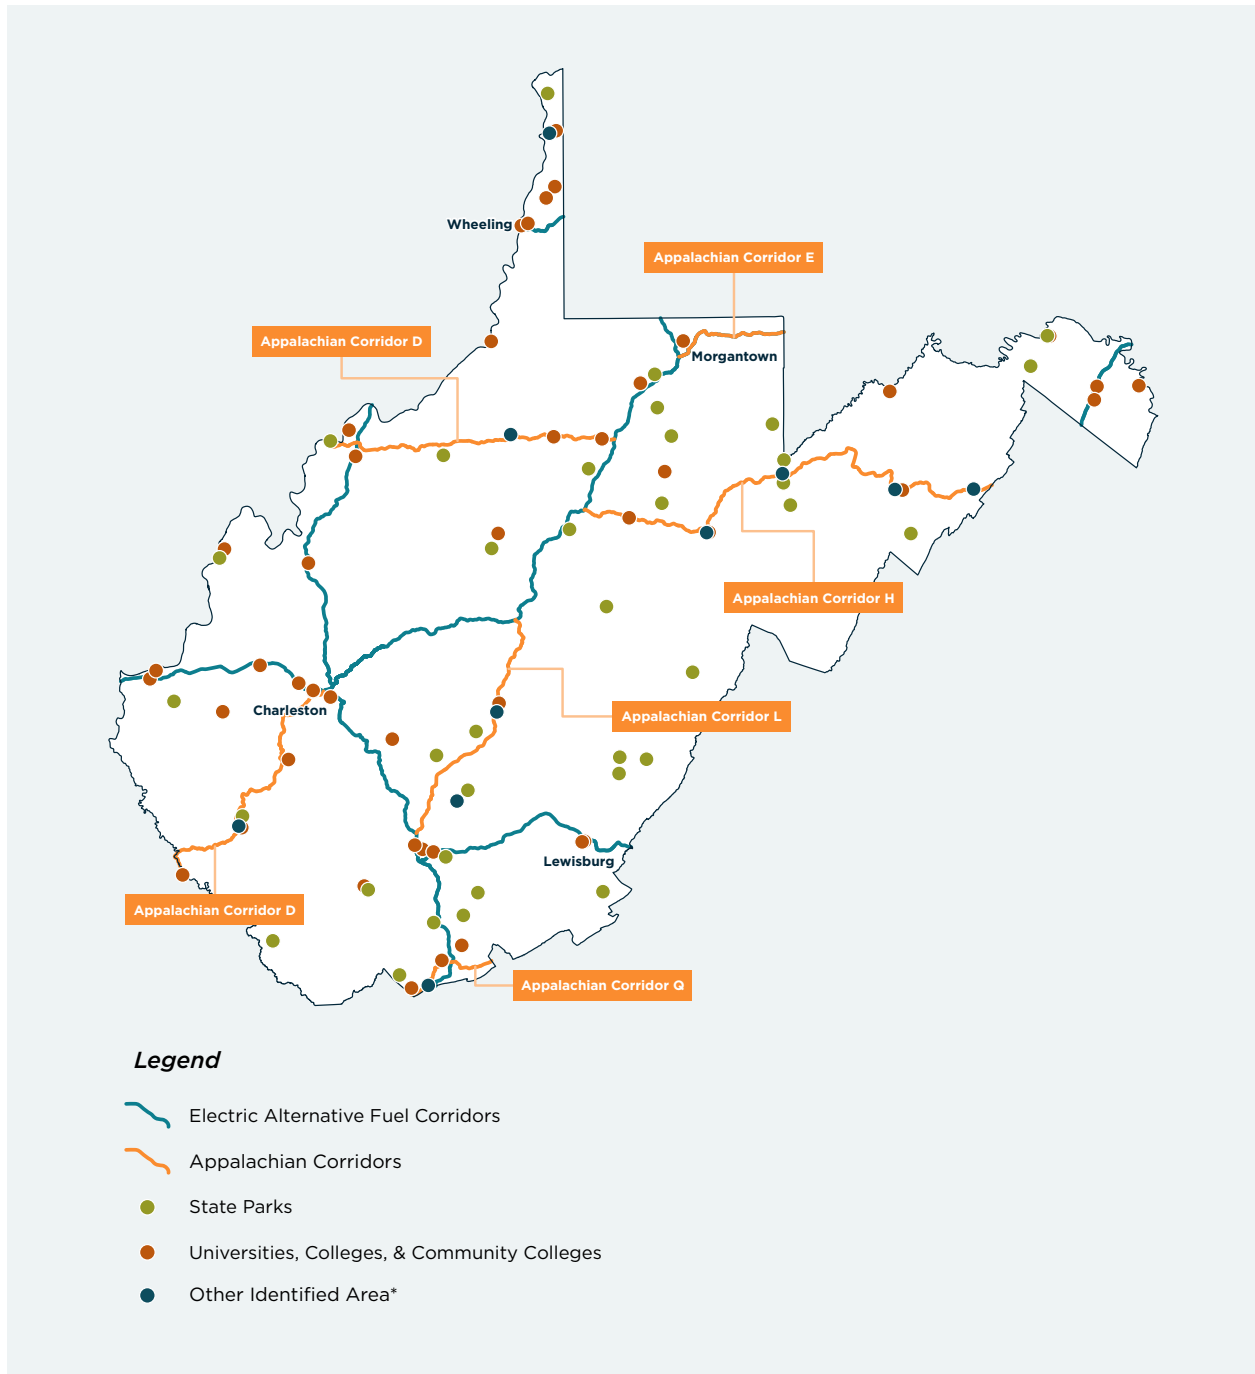 Wheeling
Appalachian Corridor E
Appalachian Corridor D
Morgantown
Appalachian Corridor H
Charleston
Appalachian Corridor L
Lewisburg
Appalachian Corridor D
Appalachian Corridor Q
Legend
Electric Alternative Fuel Corridors
Appalachian Corridors
State Parks
Universities, Colleges, & Community Colleges
Other Identified Area*